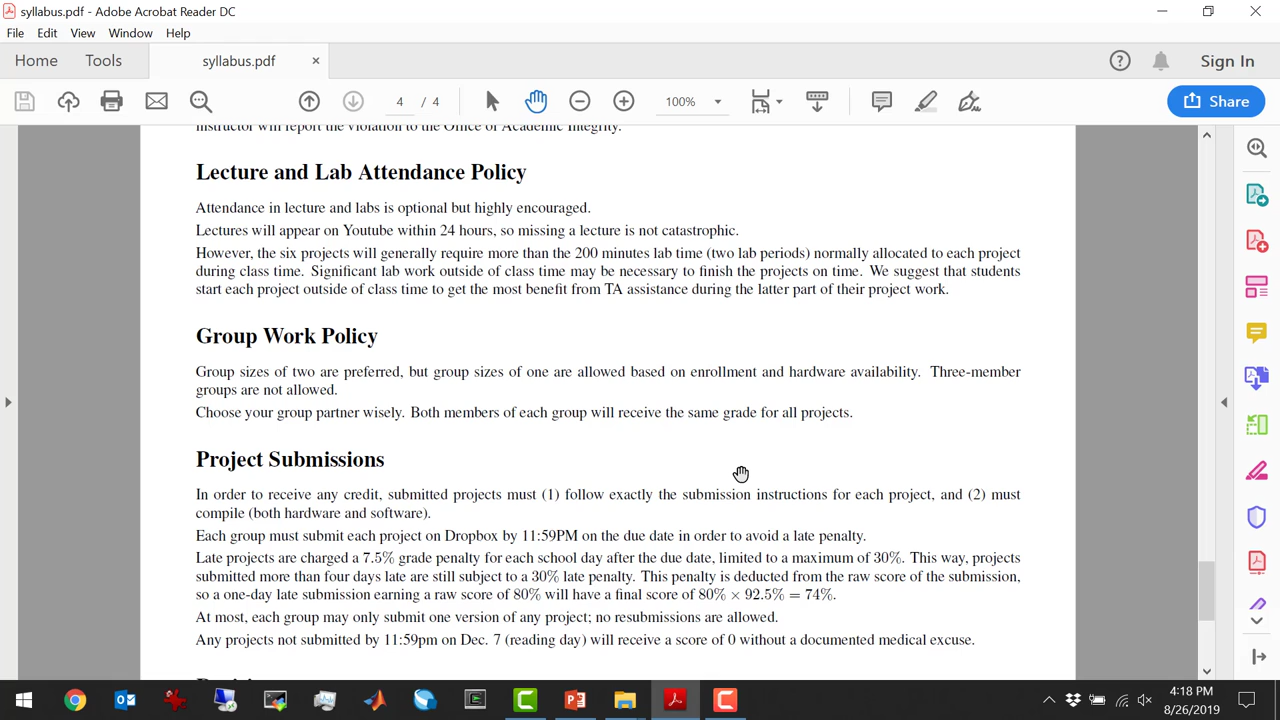 syllabus.pdf - Adobe Acrobat Reader DC
File Edit View Window Help
Home Tools syllabus.pdf × Sign In
4 / 4 100% Share
instructor will report the violation to the Office of Academic Integrity.
Lecture and Lab Attendance Policy
Attendance in lecture and labs is optional but highly encouraged.
Lectures will appear on Youtube within 24 hours, so missing a lecture is not catastrophic.
However, the six projects will generally require more than the 200 minutes lab time (two lab periods) normally allocated to each project
during class time. Significant lab work outside of class time may be necessary to finish the projects on time. We suggest that students
start each project outside of class time to get the most benefit from TA assistance during the latter part of their project work.
Group Work Policy
Group sizes of two are preferred, but group sizes of one are allowed based on enrollment and hardware availability. Three-member
groups are not allowed.
Choose your group partner wisely. Both members of each group will receive the same grade for all projects.
Project Submissions
In order to receive any credit, submitted projects must (1) follow exactly the submission instructions for each project, and (2) must
compile (both hardware and software).
Each group must submit each project on Dropbox by 11:59PM on the due date in order to avoid a late penalty.
Late projects are charged a 7.5% grade penalty for each school day after the due date, limited to a maximum of 30%. This way, projects
submitted more than four days late are still subject to a 30% late penalty. This penalty is deducted from the raw score of the submission,
so a one-day late submission earning a raw score of 80% will have a final score of 80% × 92.5% = 74%.
At most, each group may only submit one version of any project; no resubmissions are allowed.
Any projects not submitted by 11:59pm on Dec. 7 (reading day) will receive a score of 0 without a documented medical excuse.
4:18 PM
8/26/2019